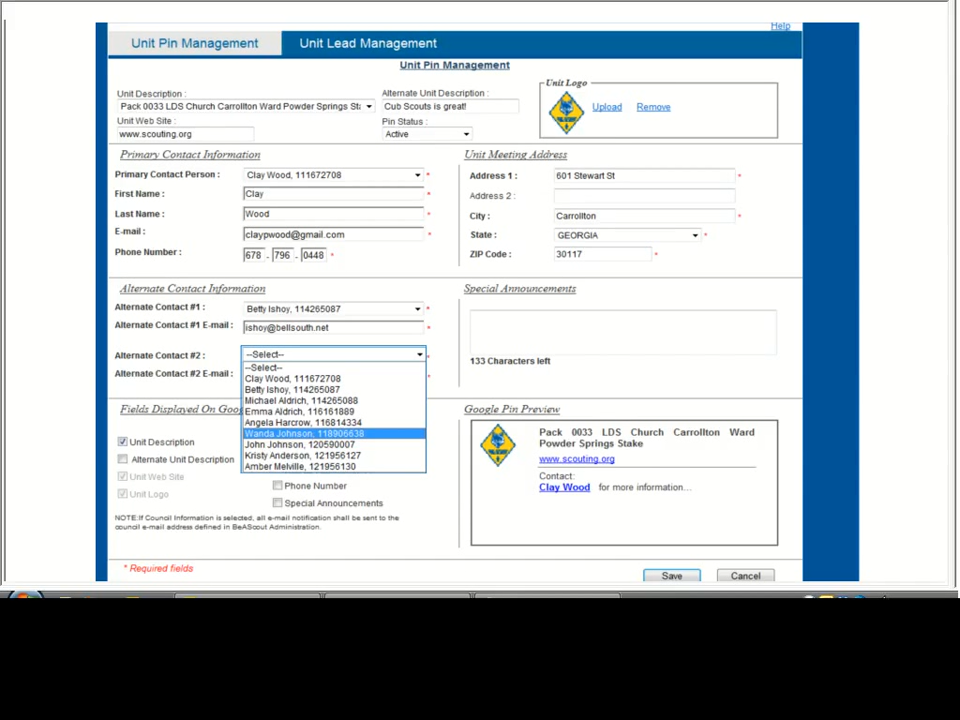 Help
Unit Pin Management
Unit Lead Management
Unit Pin Management
Unit Description :
Alternate Unit Description :
Unit Logo
Pack 0033 LDS Church Carrollton Ward Powder Springs Sta
Cub Scouts is great!
Upload
Remove
Unit Web Site :
Pin Status :
www.scouting.org
Active
Primary Contact Information
Unit Meeting Address
Primary Contact Person :
Clay Wood, 111672708
*
Address 1 :
601 Stewart St
*
First Name :
Clay
*
Address 2 :
Last Name :
Wood
*
City :
Carrollton
*
E-mail :
claypwood@gmail.com
*
State :
GEORGIA
*
Phone Number :
678 . 796 . 0448 *
ZIP Code :
30117
*
Alternate Contact Information
Special Announcements
Alternate Contact #1 :
Betty Ishoy, 114265087
*
Alternate Contact #1 E-mail :
ishoy@bellsouth.net
*
Alternate Contact #2 :
--Select--
*
133 Characters left
--Select--
Alternate Contact #2 E-mail :
*
Clay Wood, 111672708
Betty Ishoy, 114265087
Michael Aldrich, 114265088
Emma Aldrich, 116161889
Angela Harcrow, 116814334
Wanda Johnson, 118906638
John Johnson, 120590007
Kristy Anderson, 121956127
Amber Melville, 121956130
Fields Displayed On Goo
Google Pin Preview
Unit Description
Alternate Unit Description
Unit Web Site
Phone Number
Unit Logo
Special Announcements
Pack 0033 LDS Church Carrollton Ward
Powder Springs Stake
www.scouting.org
Contact:
Clay Wood for more information...
NOTE:If Council Information is selected, all e-mail notification shall be sent to the
council e-mail address defined in BeAScout Administration.
* Required fields
Save
Cancel